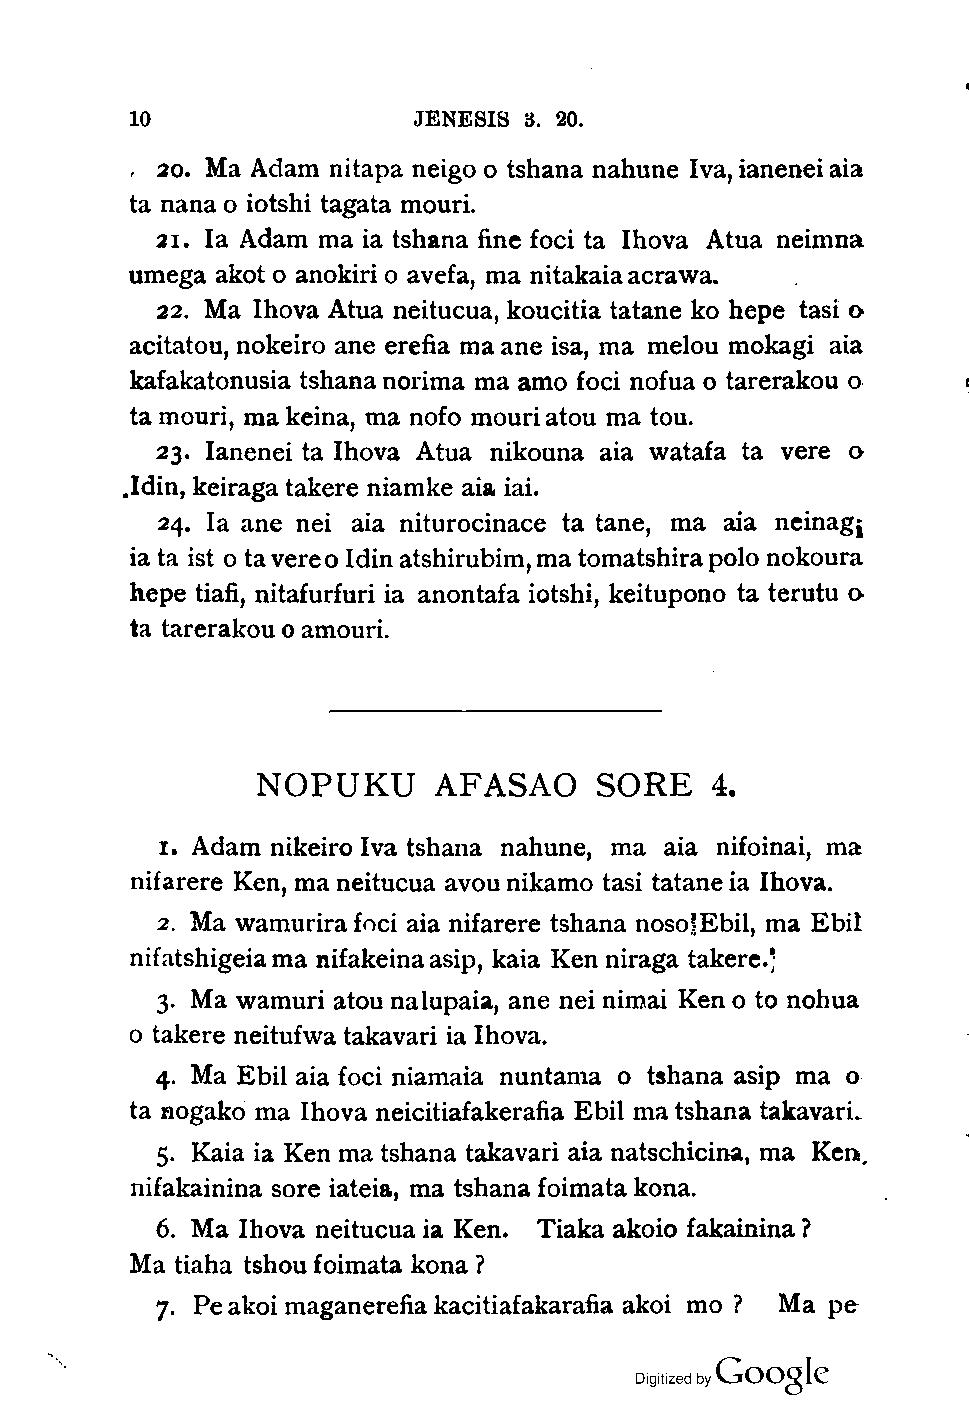 10 JENESIS 3. 20.
20. Ma Adam nitapa neigo o tshana nahune Iva, ianenei aia
ta nana o iotshi tagata mouri.
21. Ia Adam ma ia tshana fine foci ta Ihova Atua neimna
umega akot o anokiri o avefa, ma nitakaia acrawa.
22. Ma Ihova Atua neitucua, koucitia tatane ko hepe tasi o
acitatou, nokeiro ane erefia ma ane isa, ma melou mokagi aia
kafakatonusia tshana norima ma amo foci nofua o tarerakou o
ta mouri, ma keina, ma nofo mouri atou ma tou.
23. Ianenei ta Ihova Atua nikouna aia watafa ta vere o
Idin, keiraga takere niamke aia iai.
24. Ia ane nei aia niturocinace ta tane, ma aia neinagi
ia ta ist o ta vere o Idin atshirubim, ma tomatshira polo nokoura
hepe tiafi, nitafurfuri ia anontafa iotshi, keitupono ta terutu o
ta tarerakou o amouri.
NOPUKU AFASAO SORE 4.
1. Adam nikeiro Iva tshana nahune, ma aia nifoinai, ma
nifarere Ken, ma neitucua avou nikamo tasi tatane ia Ihova.
2. Ma wamurira foci aia nifarere tshana noso Ebil, ma Ebil
nifatshigeia ma nifakeina asip, kaia Ken niraga takere.
3. Ma wamuri atou nalupaia, ane nei nimai Ken o to nohua
o takere neitufwa takavari ia Ihova.
4. Ma Ebil aia foci niamaia nuntama o tshana asip ma o
ta nogako ma Ihova neicitiafakerafia Ebil ma tshana takavari.
5. Kaia ia Ken ma tshana takavari aia natschicina, ma Ken,
nifakainina sore iateia, ma tshana foimata kona.
6. Ma Ihova neitucua ia Ken. Tiaka akoio fakainina?
Ma tiaha tshou foimata kona?
7. Pe akoi maganerefia kacitiafakarafia akoi mo? Ma pe
Digitized by Google